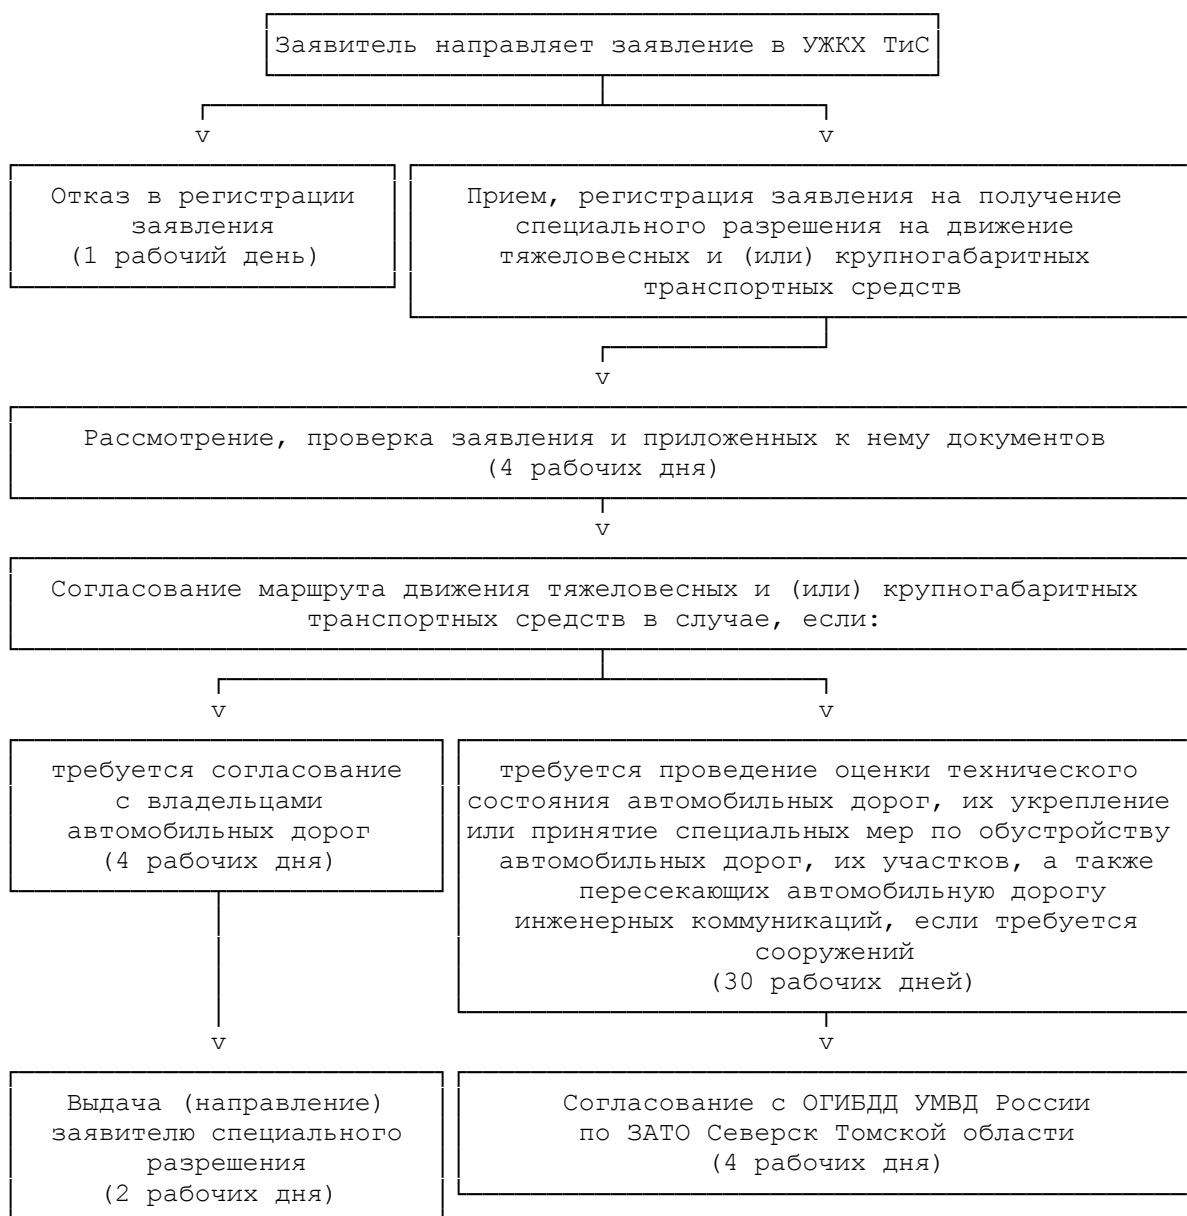 Заявитель направляет заявление в УЖКХ ТиС
v
v
Отказ в регистрации
заявления
(1 рабочий день)
Прием, регистрация заявления на получение
специального разрешения на движение
тяжеловесных и (или) крупногабаритных
транспортных средств
v
Рассмотрение, проверка заявления и приложенных к нему документов
(4 рабочих дня)
v
Согласование маршрута движения тяжеловесных и (или) крупногабаритных
транспортных средств в случае, если:
v
v
требуется согласование
с владельцами
автомобильных дорог
(4 рабочих дня)
требуется проведение оценки технического
состояния автомобильных дорог, их укрепление
или принятие специальных мер по обустройству
автомобильных дорог, их участков, а также
пересекающих автомобильную дорогу
инженерных коммуникаций, если требуется
сооружений
(30 рабочих дней)
v
v
Выдача (направление)
заявителю специального
разрешения
(2 рабочих дня)
Согласование с ОГИБДД УМВД России
по ЗАТО Северск Томской области
(4 рабочих дня)